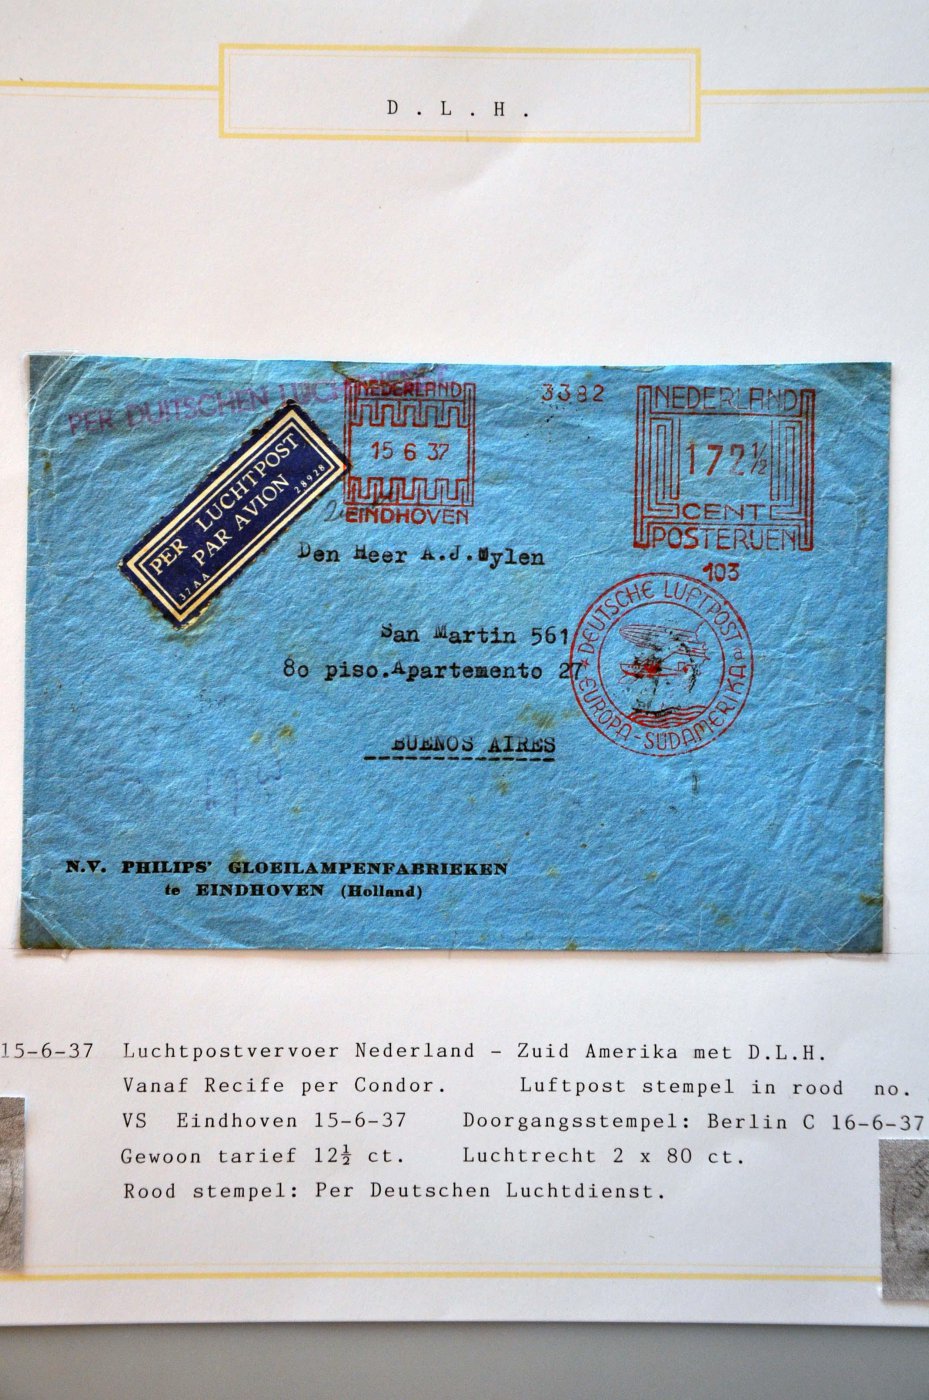 D.L.H.
PER DUITSCHEN
NEDERLAND
15 6 37
EINDHOVEN
3382
NEDERLAND
172½
CENT
POSTERIJEN
103
PER LUCHTPOST
PAR AVION
37AA
28928
DEUTSCHE LUFTPOST
EUROPA-SÜDAMERIKA
d
Den Heer A.J.Wylen
San Martin 561
8o piso.Apartemento 27
BUENOS AIRES
N.V. PHILIPS' GLOEILAMPENFABRIEKEN
te EINDHOVEN (Holland)
15-6-37 Luchtpostvervoer Nederland - Zuid Amerika met D.L.H.
Vanaf Recife per Condor. Luftpost stempel in rood no.
VS Eindhoven 15-6-37 Doorgangsstempel: Berlin C 16-6-37
Gewoon tarief 12½ ct. Luchtrecht 2 x 80 ct.
Rood stempel: Per Deutschen Luchtdienst.